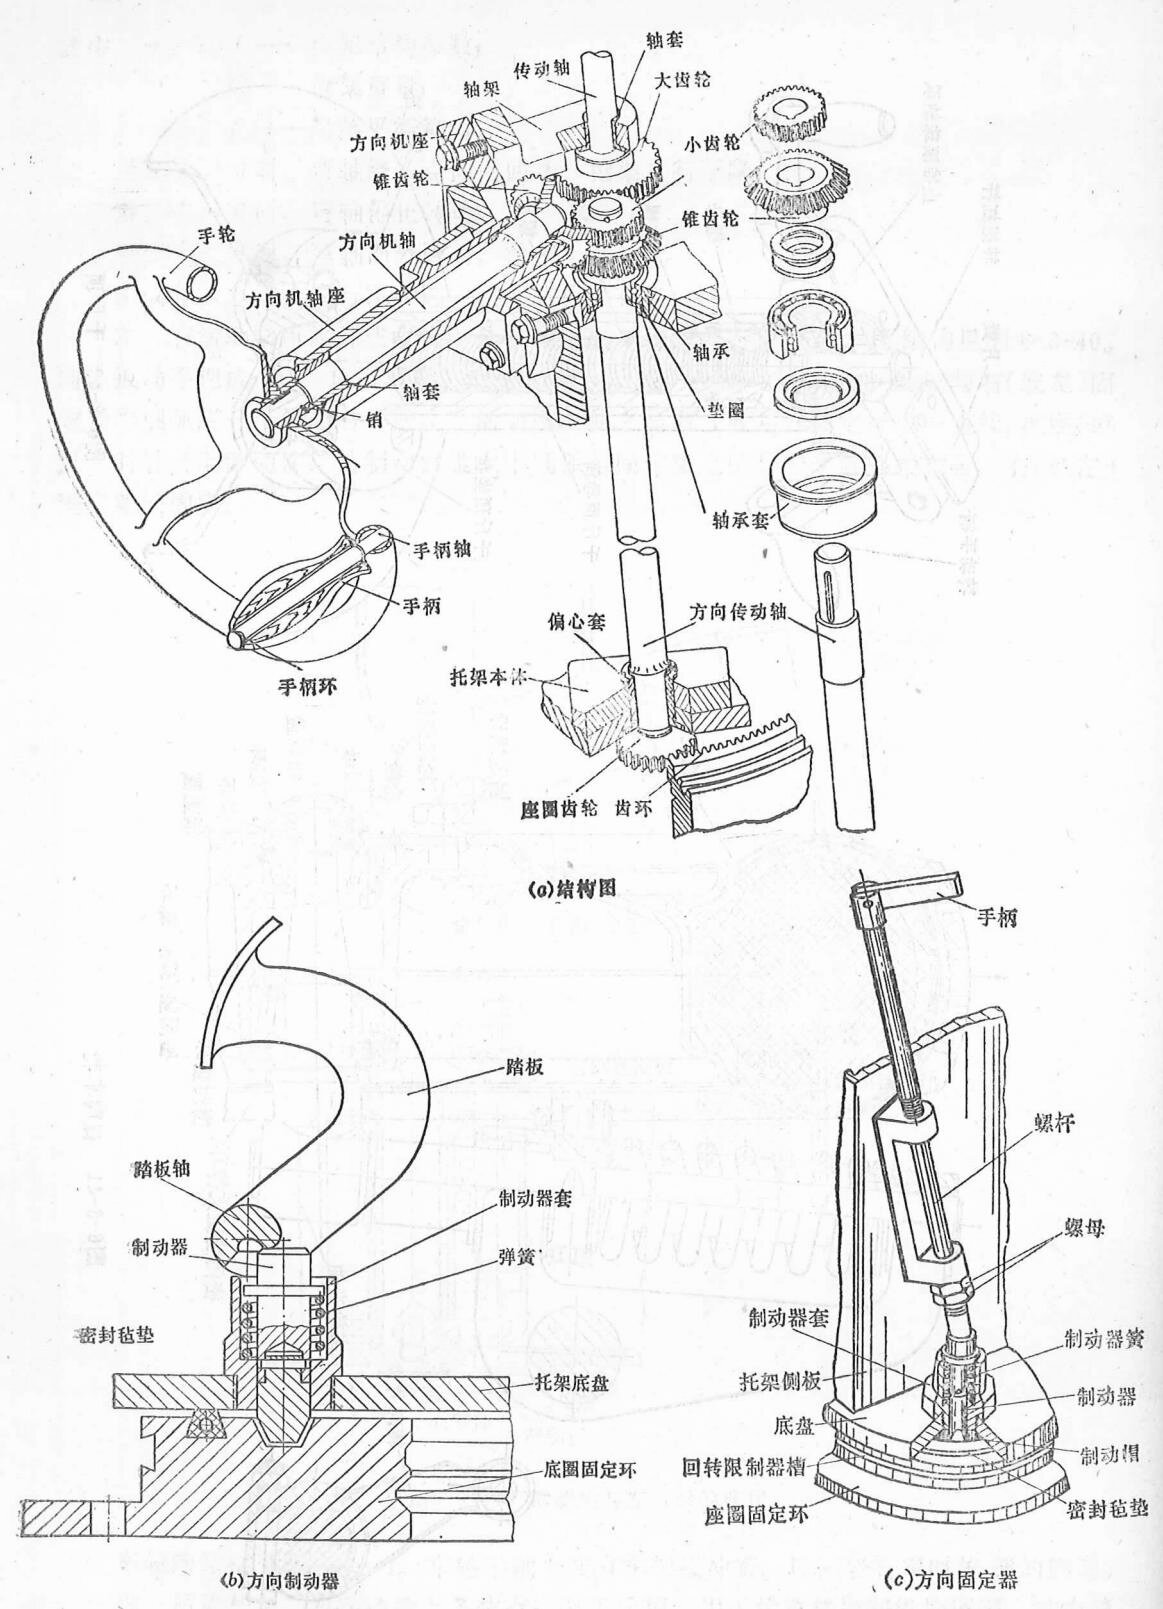 轴套
传动轴
大齿轮
轴架
方向机座
小齿轮
锥齿轮
锥齿轮
手轮
方向机轴
方向机轴座
轴承
轴套
垫圈
销
轴承套
手柄轴
手柄
偏心套
方向传动轴
托架本体
手柄环
座圈齿轮
齿环
(a)结构图
手柄
踏板
螺杆
踏板轴
制动器套
制动器
弹簧
螺母
密封毡垫
制动器套
制动器簧
托架底盘
托架侧板
制动器
底盘
制动帽
底圈固定环
回转限制器槽
座圈固定环
密封毡垫
(b)方向制动器
(c)方向固定器